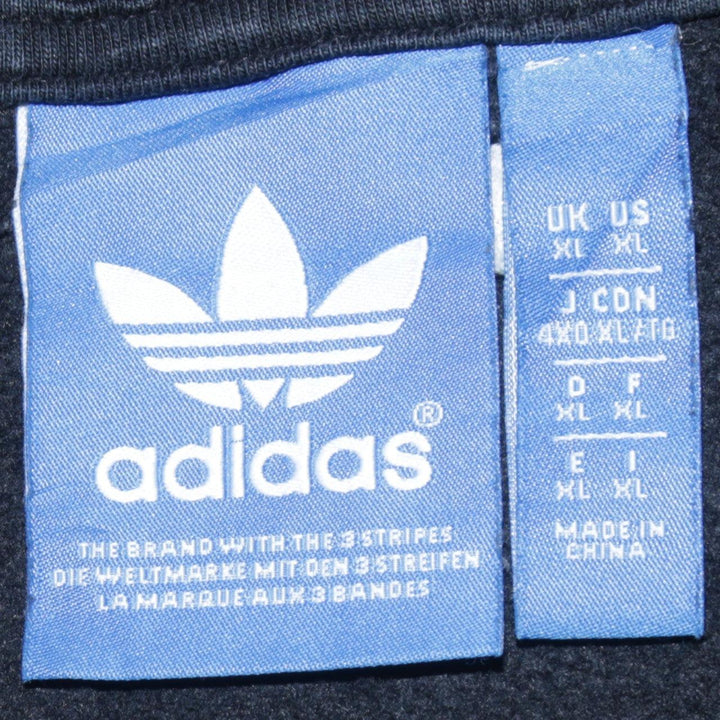 adidas®
THE BRAND WITH THE 3 STRIPES
DIE WELTMARKE MIT DEN 3 STREIFEN
LA MARQUE AUX 3 BANDES
UK US
XL XL
J CDN
4XO XL/TG
D F
XL XL
E I
XL XL
MADE IN
CHINA